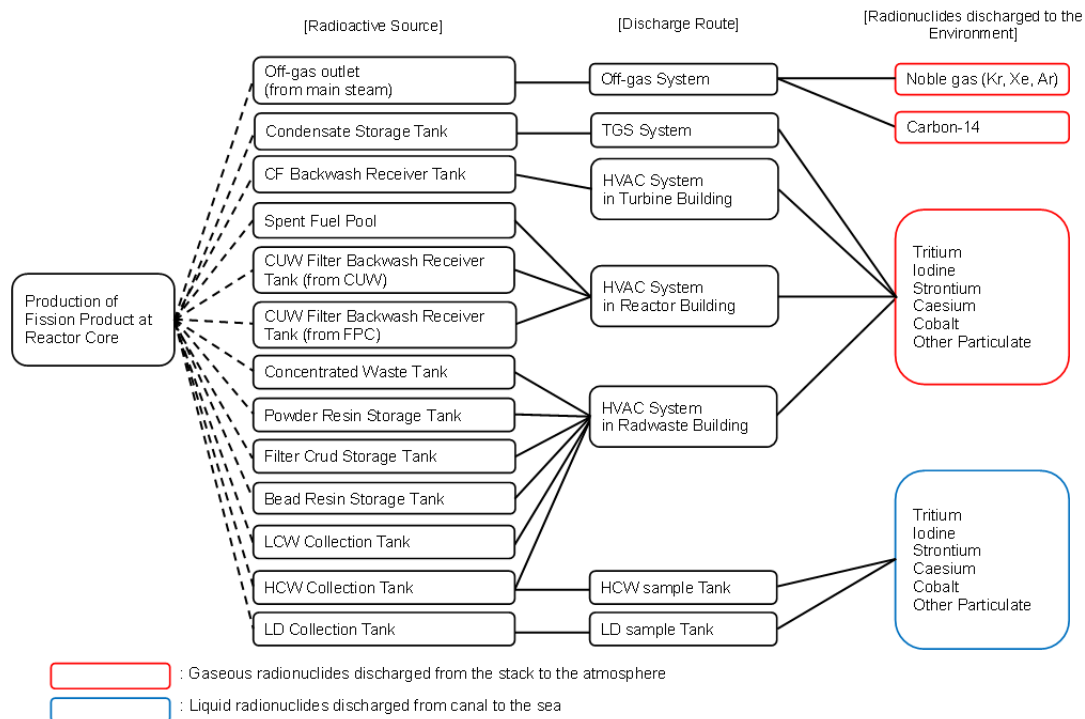 [Radioactive Source]
[Discharge Route]
[Radionuclides discharged to the
Environment]
Off-gas outlet
(from main steam)
Off-gas System
Noble gas (Kr, Xe, Ar)
Carbon-14
Condensate Storage Tank
TGS System
CF Backwash Receiver Tank
HVAC System
in Turbine Building
Spent Fuel Pool
CUW Filter Backwash Receiver
Tank (from CUW)
HVAC System
in Reactor Building
Tritium
Iodine
Strontium
Caesium
Cobalt
Other Particulate
Production of
Fission Product at
Reactor Core
CUW Filter Backwash Receiver
Tank (from FPC)
Concentrated Waste Tank
Powder Resin Storage Tank
HVAC System
in Radwaste Building
Filter Crud Storage Tank
Bead Resin Storage Tank
LCW Collection Tank
HCW Collection Tank
HCW sample Tank
LD Collection Tank
LD sample Tank
Tritium
Iodine
Strontium
Caesium
Cobalt
Other Particulate
: Gaseous radionuclides discharged from the stack to the atmosphere
: Liquid radionuclides discharged from canal to the sea